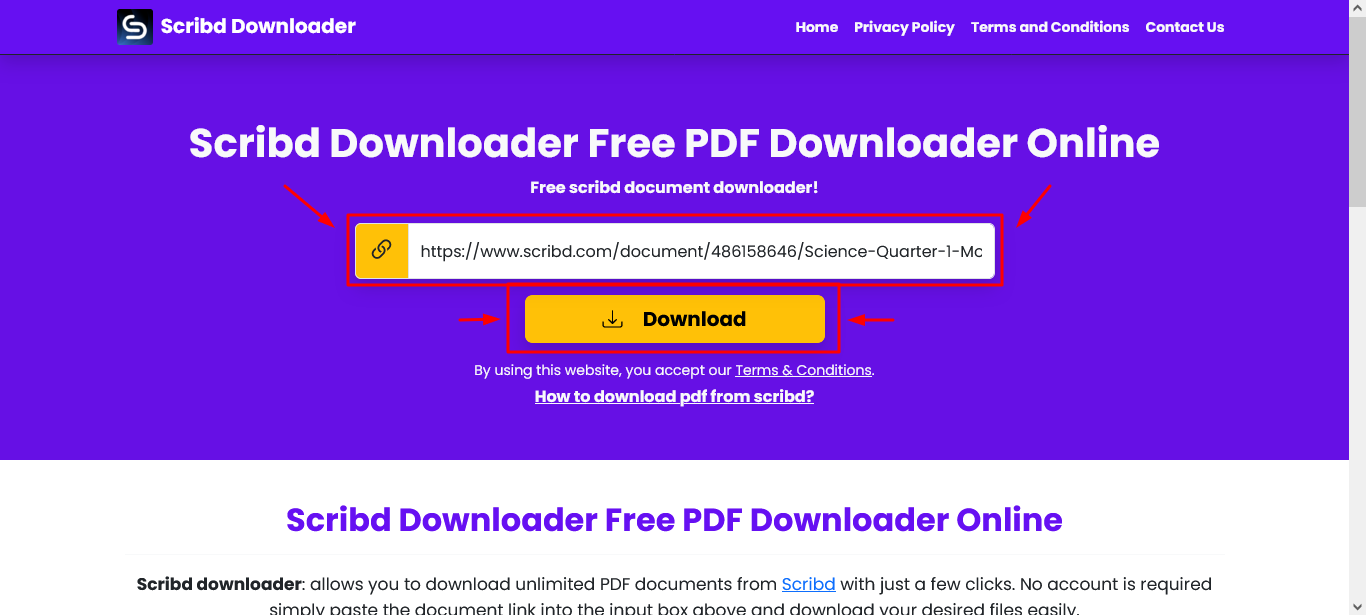 Scribd Downloader
Home Privacy Policy Terms and Conditions Contact Us
Scribd Downloader Free PDF Downloader Online
Free scribd document downloader!
https://www.scribd.com/document/486158646/Science-Quarter-1-Mo
Download
By using this website, you accept our Terms & Conditions.
How to download pdf from scribd?
Scribd Downloader Free PDF Downloader Online
Scribd downloader: allows you to download unlimited PDF documents from Scribd with just a few clicks. No account is required
simply paste the document link into the input box above and download your desired files easily.